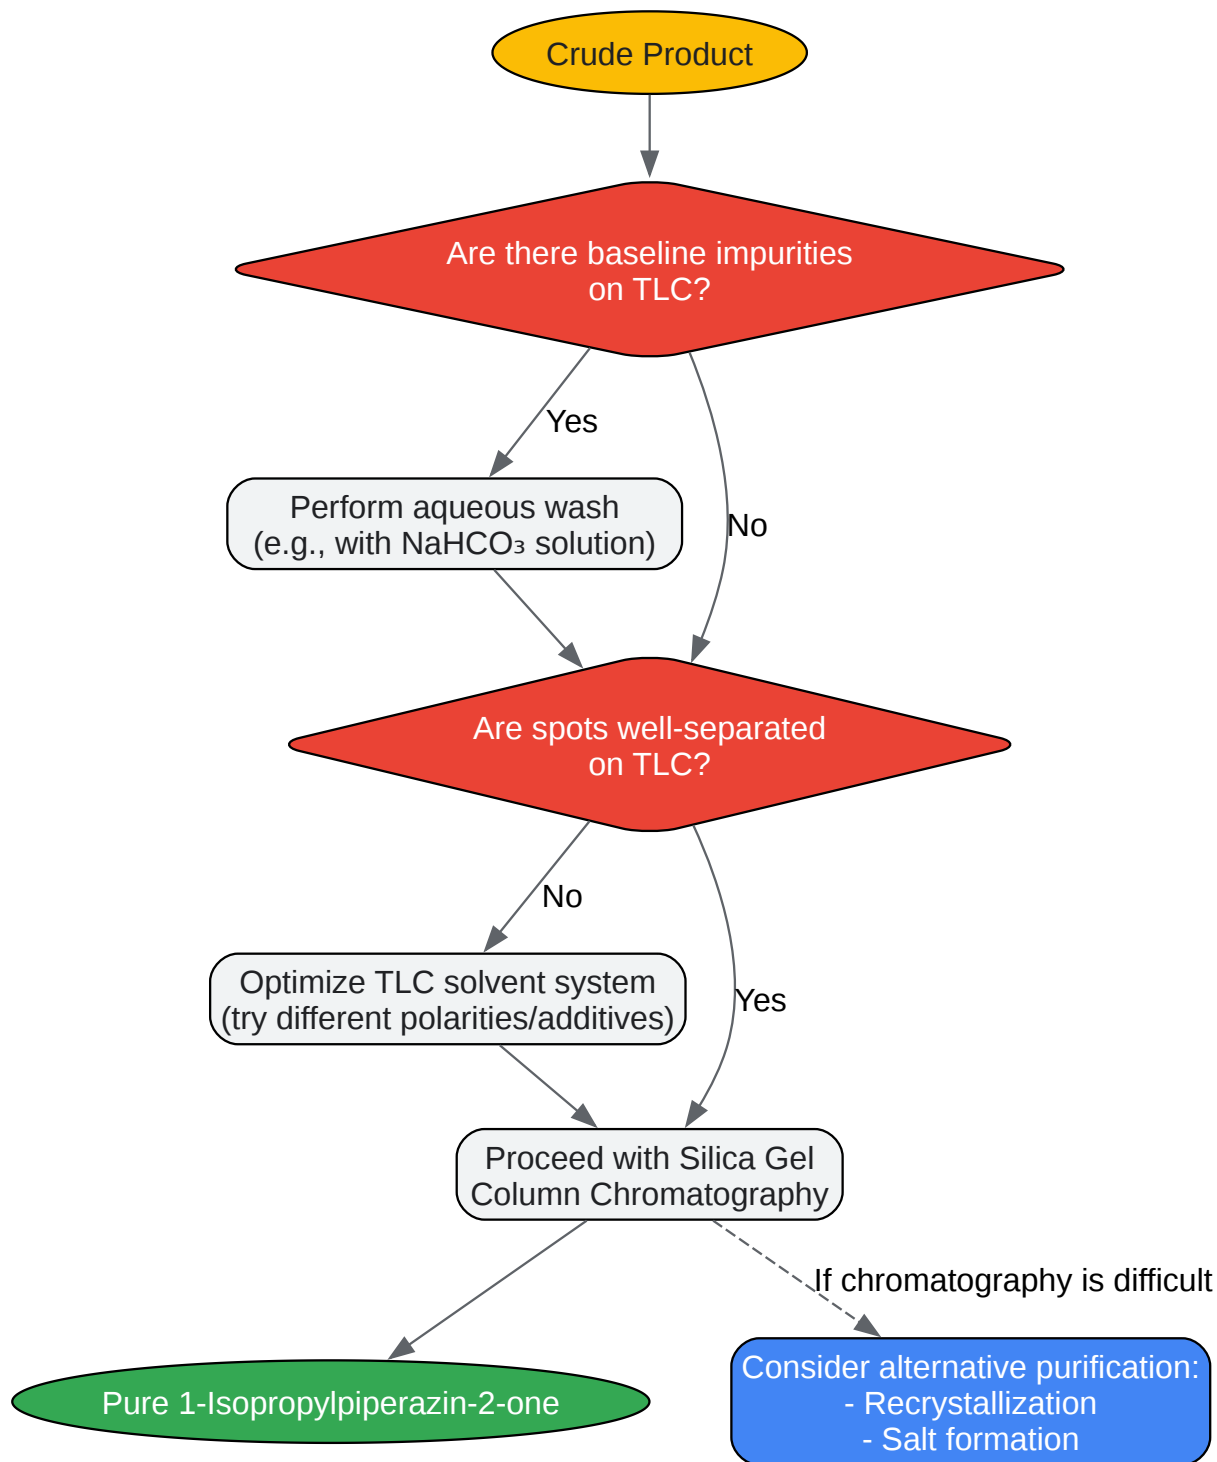 Crude Product
Are there baseline impurities
on TLC?
Yes
Perform aqueous wash
(e.g., with NaHCO₃ solution)
No
Are spots well-separated
on TLC?
No
Optimize TLC solvent system
(try different polarities/additives)
Yes
Proceed with Silica Gel
Column Chromatography
If chromatography is difficult
Pure 1-Isopropylpiperazin-2-one
Consider alternative purification:
- Recrystallization
- Salt formation